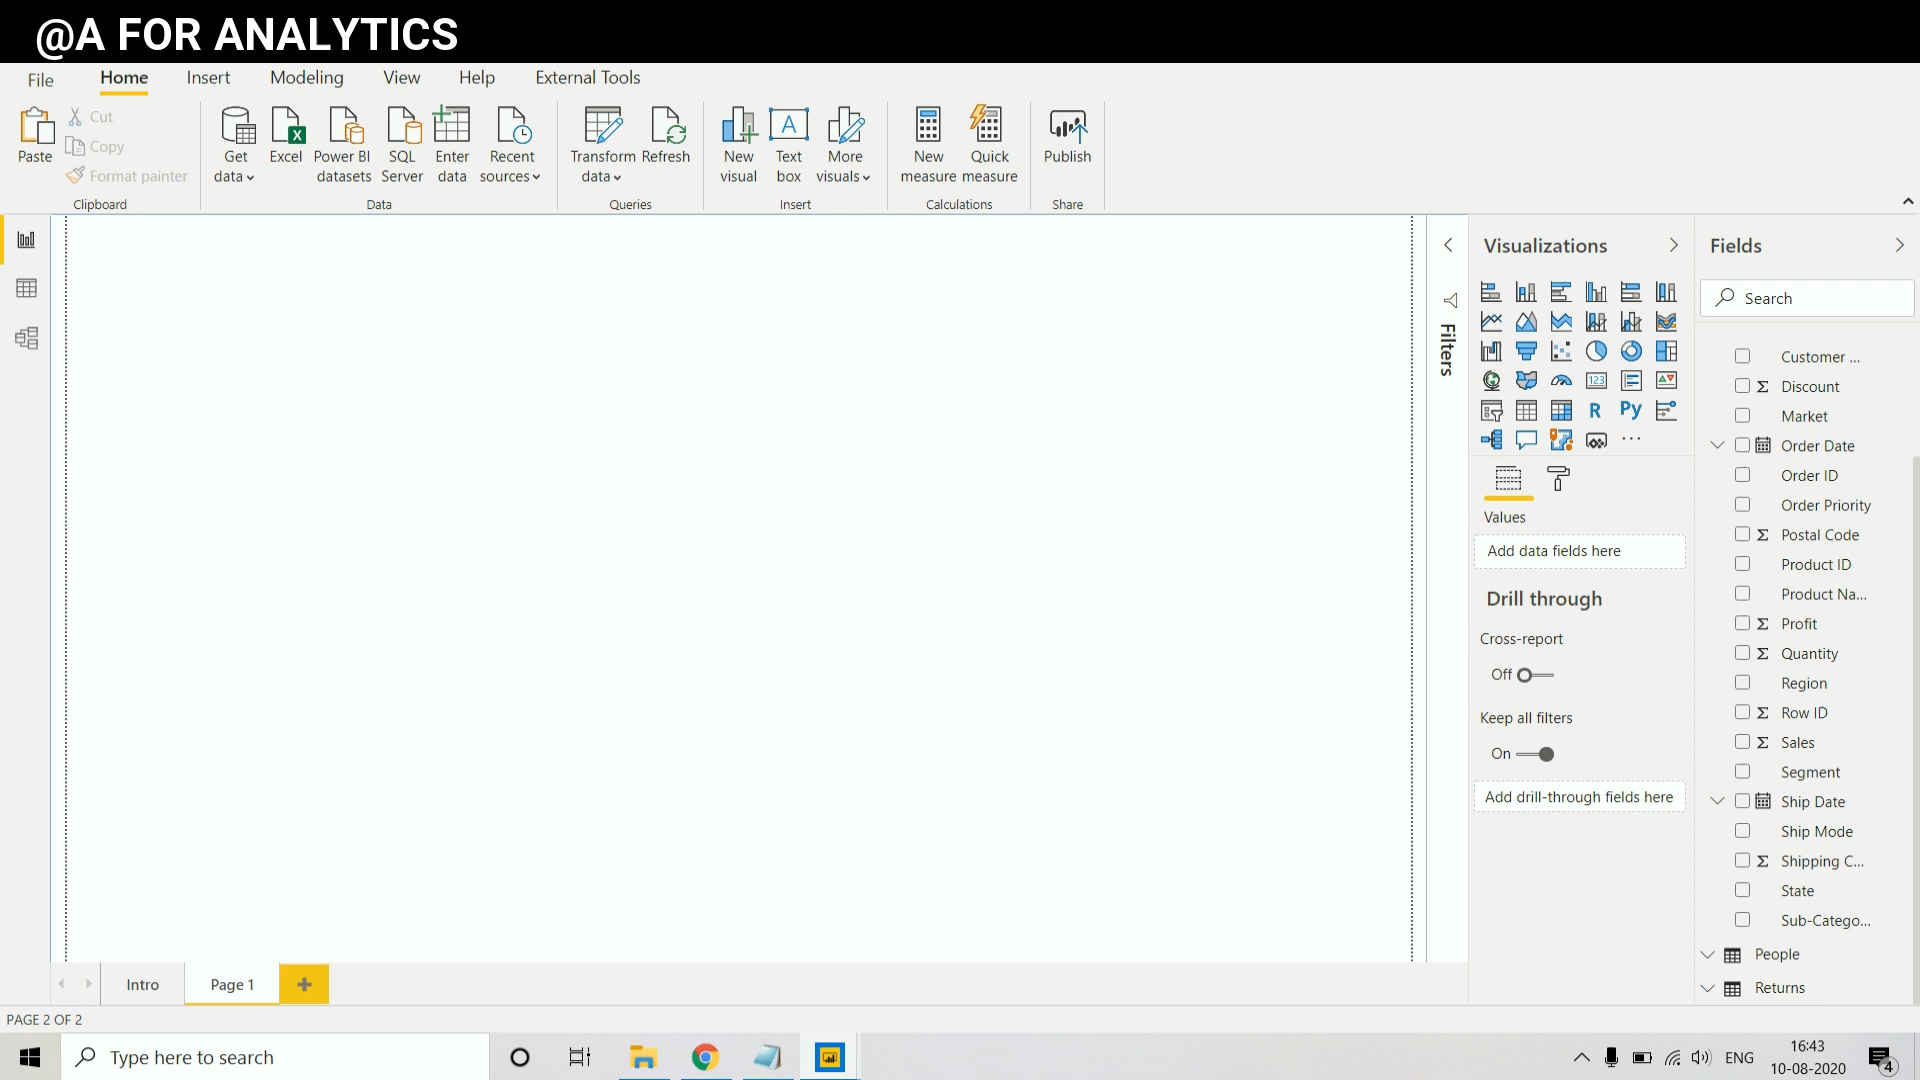 @A FOR ANALYTICS
File Home Insert Modeling View Help External Tools
Paste
Cut
Copy
Format painter
Clipboard
Get data
Excel
Power BI datasets
SQL Server
Enter data
Recent sources
Data
Transform data
Refresh
Queries
New visual
A
Text box
More visuals
Insert
New measure
Quick measure
Calculations
Publish
Share
Filters
Visualizations
123
R
Py
Values
Add data fields here
Drill through
Cross-report
Off
Keep all filters
On
Add drill-through fields here
Fields
Search
Customer ...
Σ Discount
Market
Order Date
Order ID
Order Priority
Σ Postal Code
Product ID
Product Na...
Σ Profit
Σ Quantity
Region
Σ Row ID
Σ Sales
Segment
Ship Date
Ship Mode
Σ Shipping C...
State
Sub-Catego...
People
Returns
Intro
Page 1
+
PAGE 2 OF 2
Type here to search
ENG
16:43
10-08-2020
4